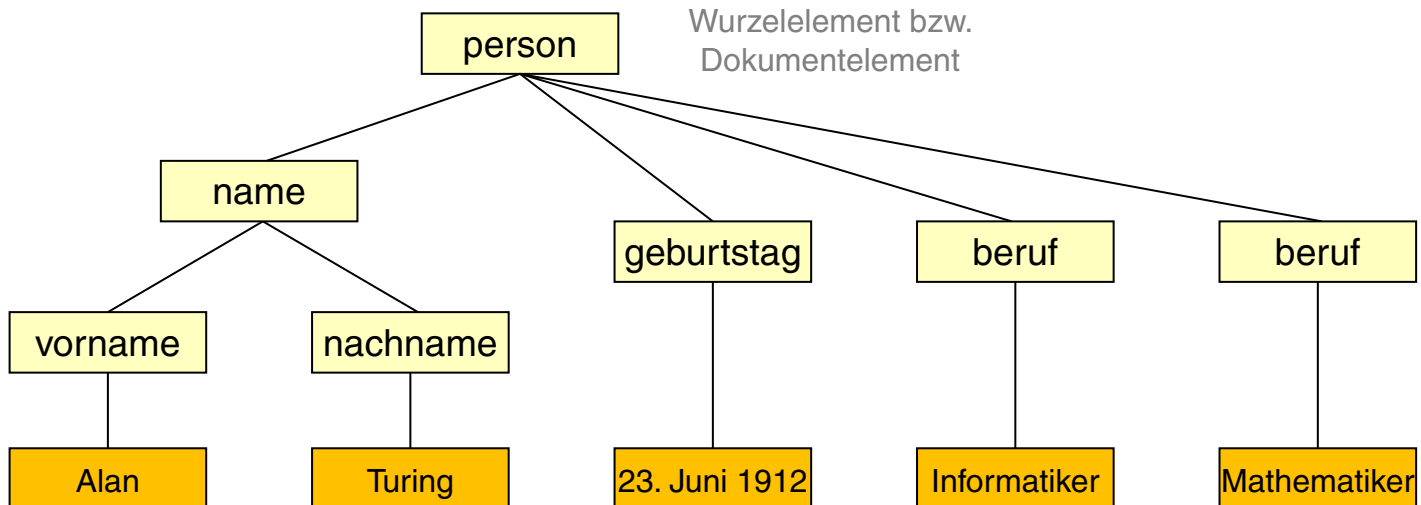 Wurzelelement bzw.
person
Dokumentelement
name
geburtstag
beruf
beruf
vorname
nachname
Alan
Turing
23. Juni 1912
Informatiker
Mathematiker